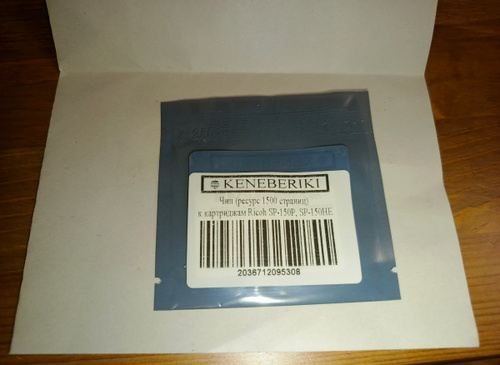 KENEBERIKI
Чип (ресурс 1500 страниц)
к картриджам Ricoh SP-150P, SP-150HE
2036712095308